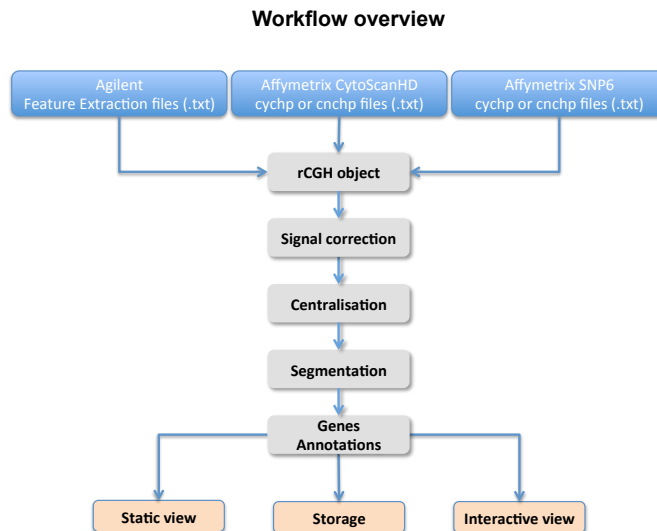 Workflow overview
Agilent
Feature Extraction files (.txt)
Affymetrix CytoScanHD
cychp or cnchp files (.txt)
Affymetrix SNP6
cychp or cnchp files (.txt)
rCGH object
Signal correction
Centralisation
Segmentation
Genes
Annotations
Static view
Storage
Interactive view